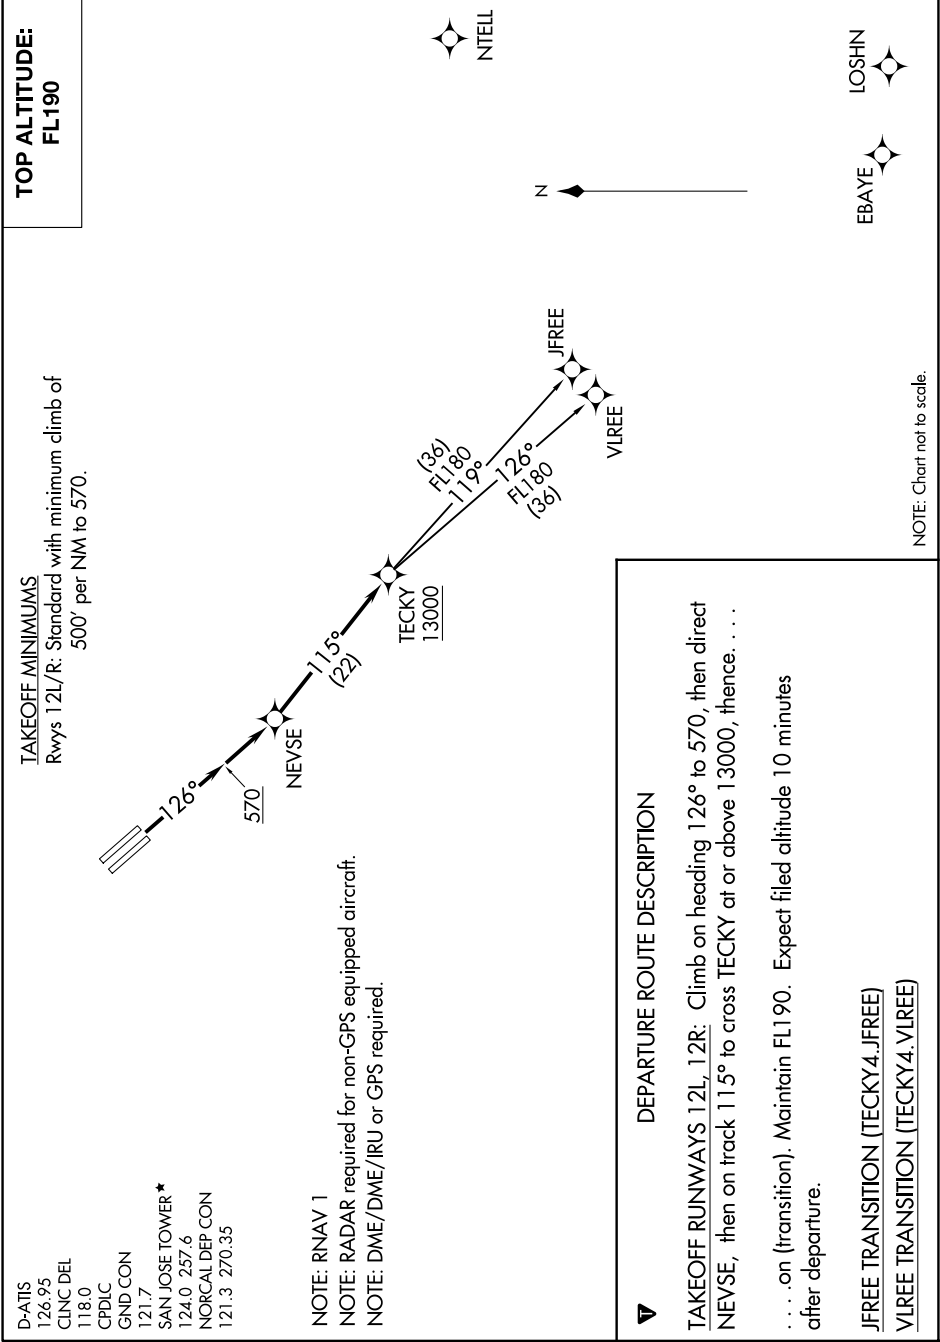 D-ATIS
126.95
CLNC DEL
118.0
CPDLC
GND CON
121.7
SAN JOSE TOWER★
124.0 257.6
NORCAL DEP CON
121.3 270.35
TAKEOFF MINIMUMS
Rwys 12L/R: Standard with minimum climb of
500' per NM to 570.
TOP ALTITUDE:
FL190
126°
570
NEVSE
115°
(22)
TECKY
13000
(36)
FL180
119°
126°
FL180
(36)
JFREE
VLREE
NTELL
N
LOSHN
EBAYE
NOTE: RNAV 1
NOTE: RADAR required for non-GPS equipped aircraft.
NOTE: DME/DME/IRU or GPS required.
NOTE: Chart not to scale.
T
DEPARTURE ROUTE DESCRIPTION
TAKEOFF RUNWAYS 12L, 12R: Climb on heading 126° to 570, then direct
NEVSE, then on track 115° to cross TECKY at or above 13000, thence. . . .
. . . .on (transition). Maintain FL190. Expect filed altitude 10 minutes
after departure.
JFREE TRANSITION (TECKY4.JFREE)
VLREE TRANSITION (TECKY4.VLREE)